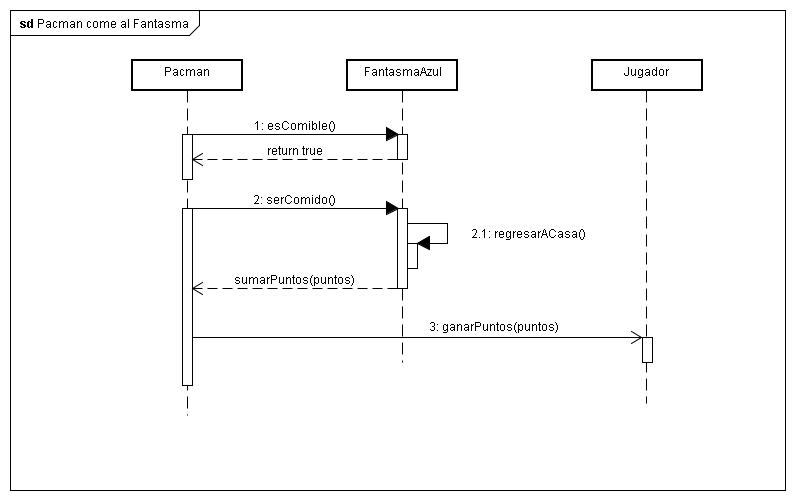 sd Pacman come al Fantasma
Pacman
FantasmaAzul
Jugador
1: esComible()
return true
2: serComido()
2.1: regresarACasa()
sumarPuntos(puntos)
3: ganarPuntos(puntos)